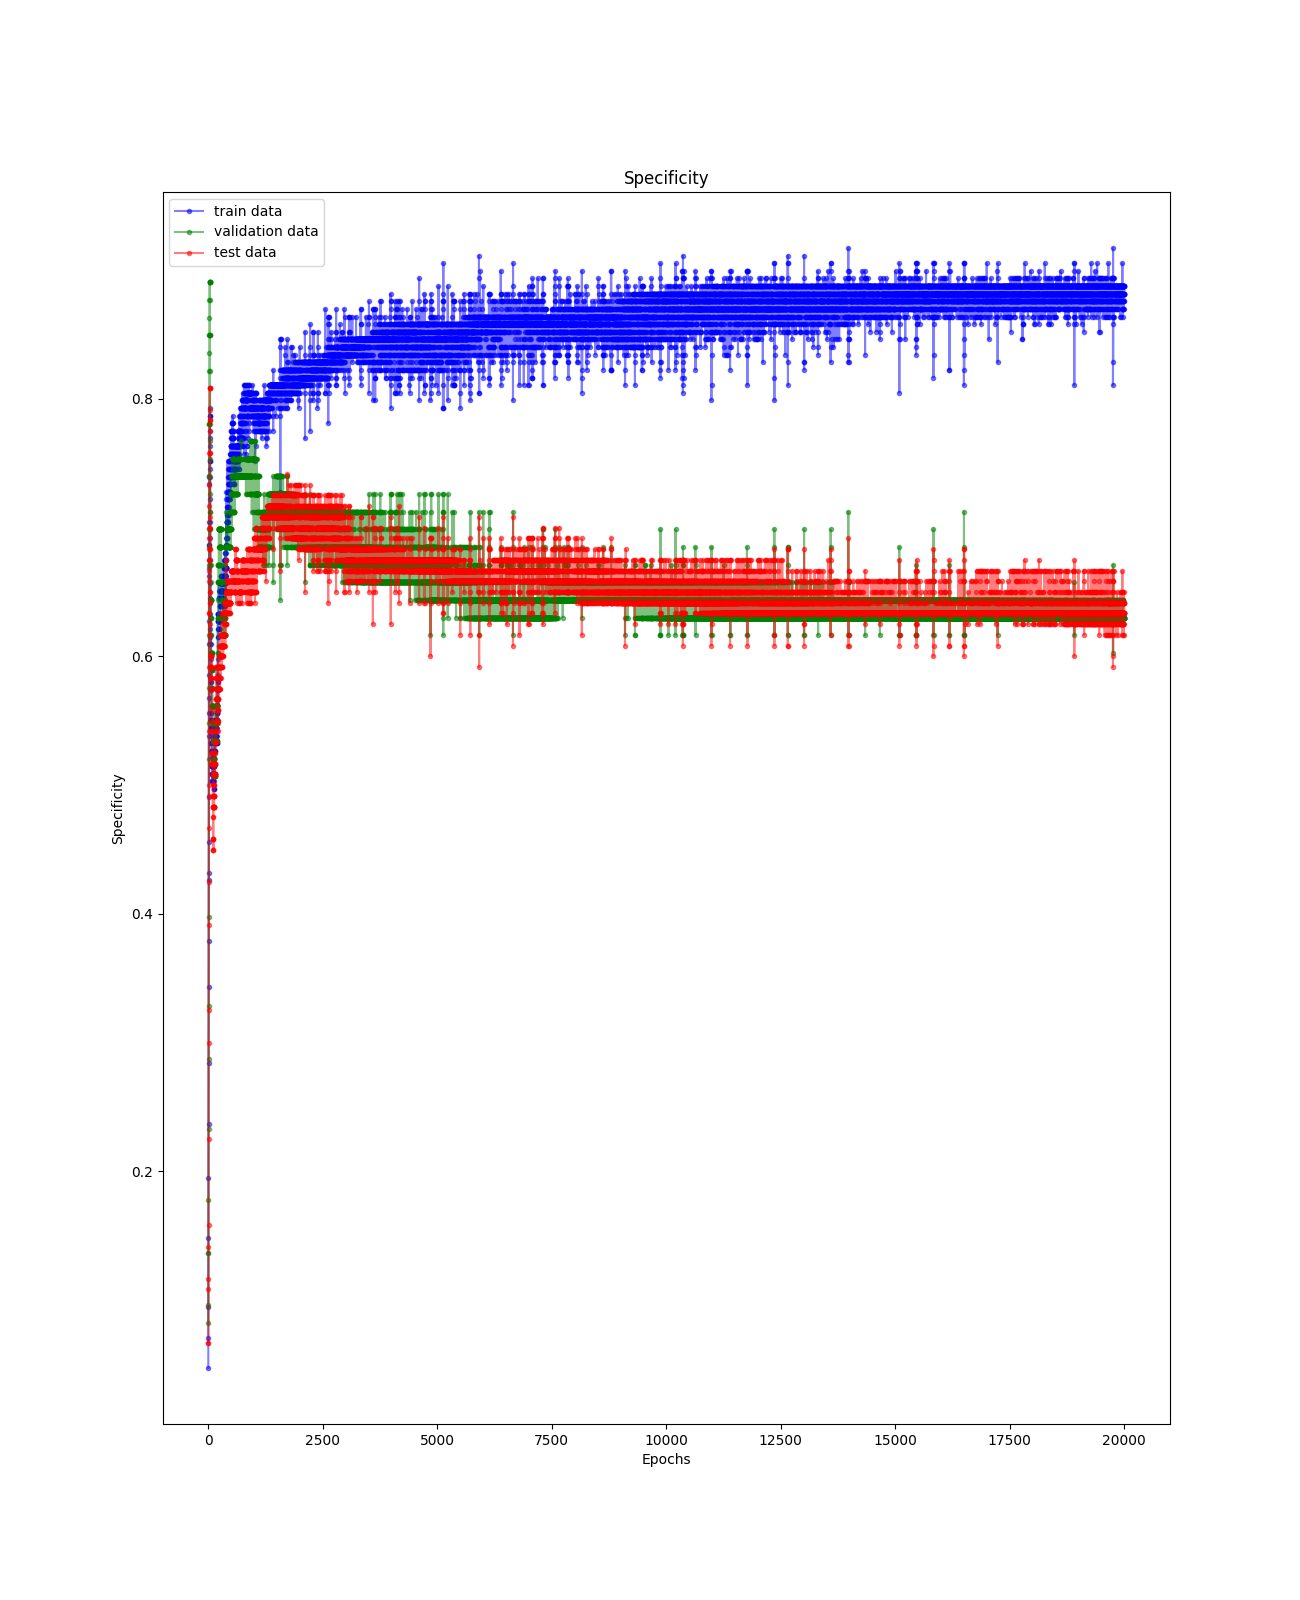 Specificity
train data
validation data
test data
0.8
0.6
0.4
0.2
Specificity
0 2500 5000 7500 10000 12500 15000 17500 20000
Epochs